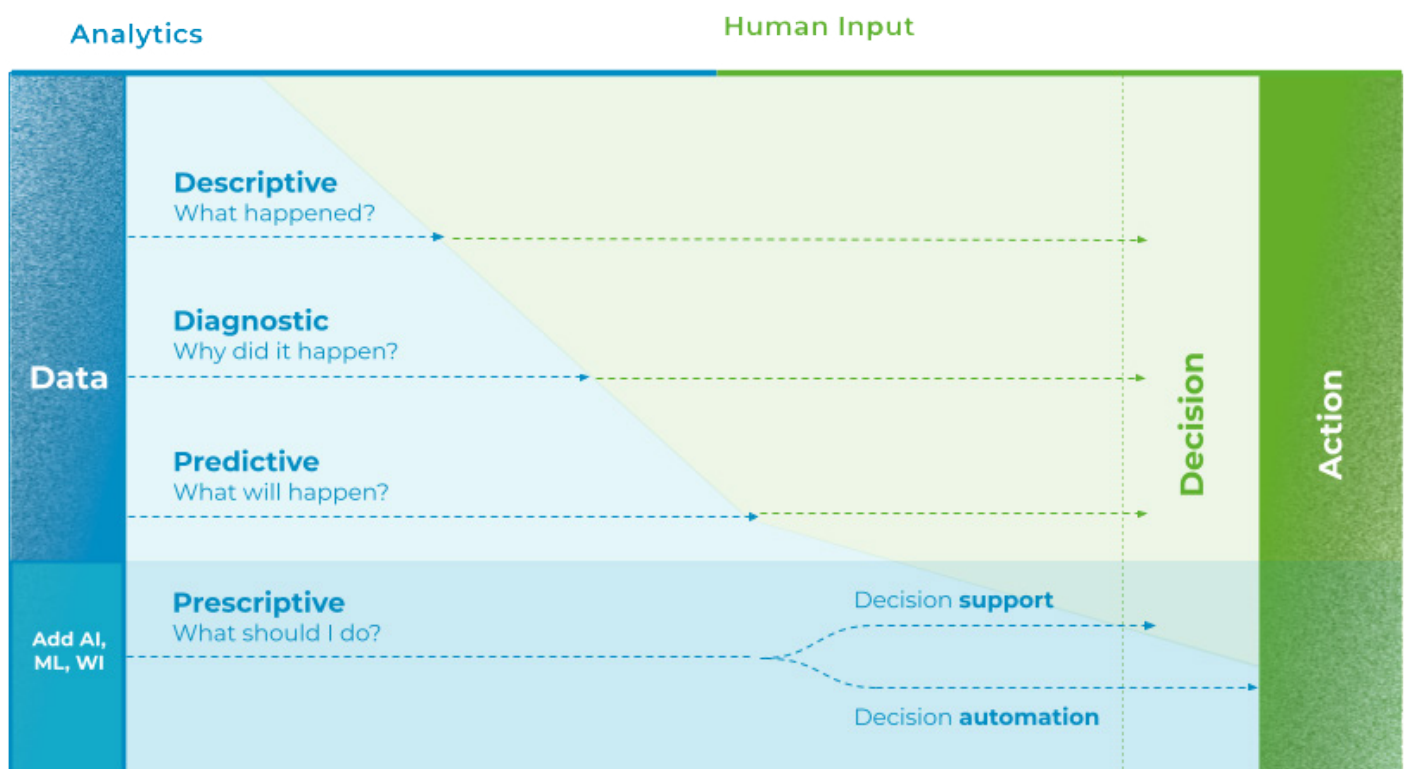 Analytics
Human Input
Descriptive
What happened?
Diagnostic
Why did it happen?
Data
Predictive
What will happen?
Decision
Action
Prescriptive
What should I do?
Add AI,
ML, WI
Decision support
Decision automation